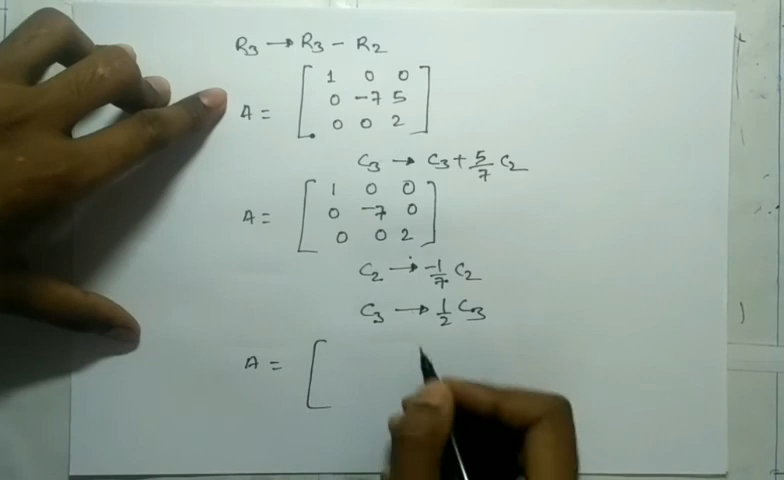 R3 → R3 - R2
A = [ 1 0 0
0 -7 5
0 0 2 ]
C3 → C3 + 5/7 C2
A = [ 1 0 0
0 -7 0
0 0 2 ]
C2 → -1/7 C2
C3 → 1/2 C3
A = [